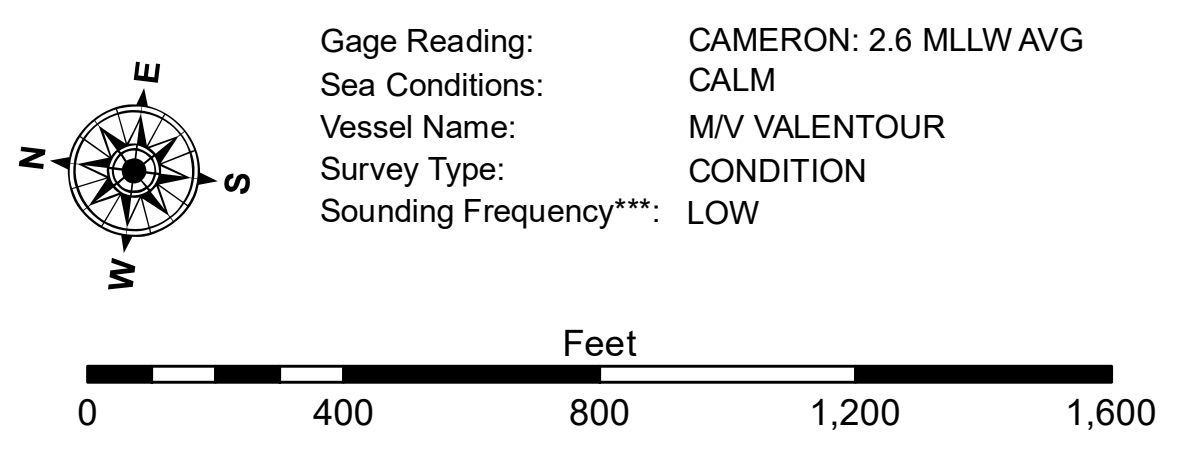 E
N
S
W
Gage Reading: CAMERON: 2.6 MLLW AVG
Sea Conditions: CALM
Vessel Name: M/V VALENTOUR
Survey Type: CONDITION
Sounding Frequency***: LOW
Feet
0 400 800 1,200 1,600